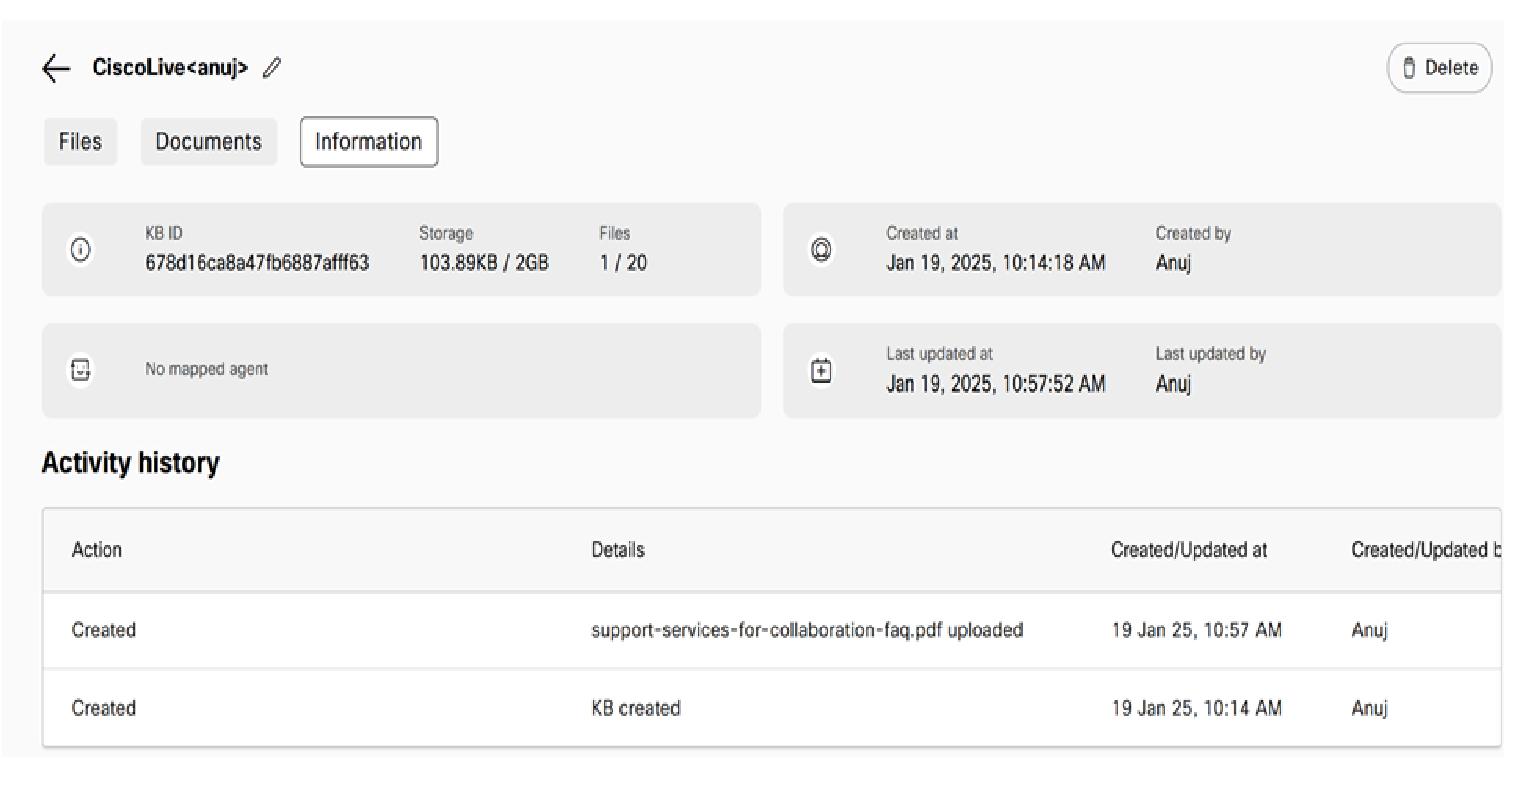 CiscoLive<anuj>
Delete
Files Documents Information
KB ID Storage Files
678d16ca8a47fb6887afff63 103.89KB / 2GB 1 / 20
Created at Created by
Jan 19, 2025, 10:14:18 AM Anuj
No mapped agent
Last updated at Last updated by
Jan 19, 2025, 10:57:52 AM Anuj
Activity history
Action Details Created/Updated at Created/Updated b
Created support-services-for-collaboration-faq.pdf uploaded 19 Jan 25, 10:57 AM Anuj
Created KB created 19 Jan 25, 10:14 AM Anuj